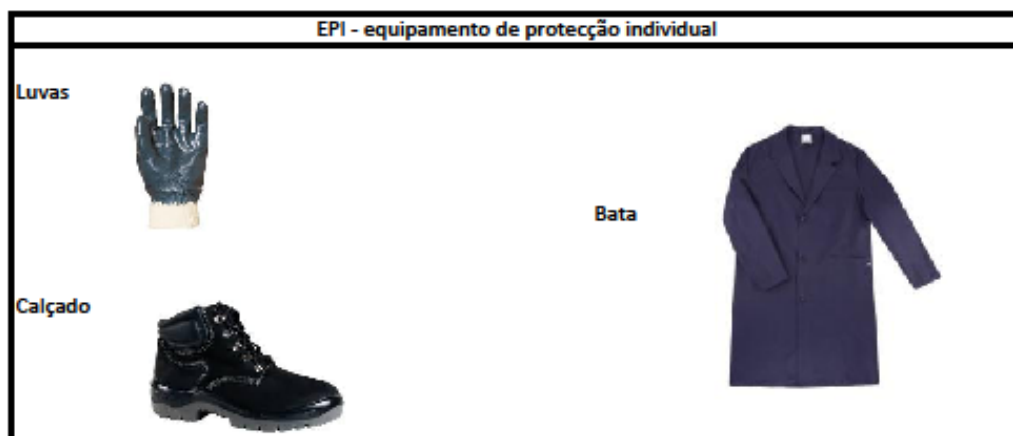 EPI - equipamento de protecção individual
Luvas
Bata
Calçado